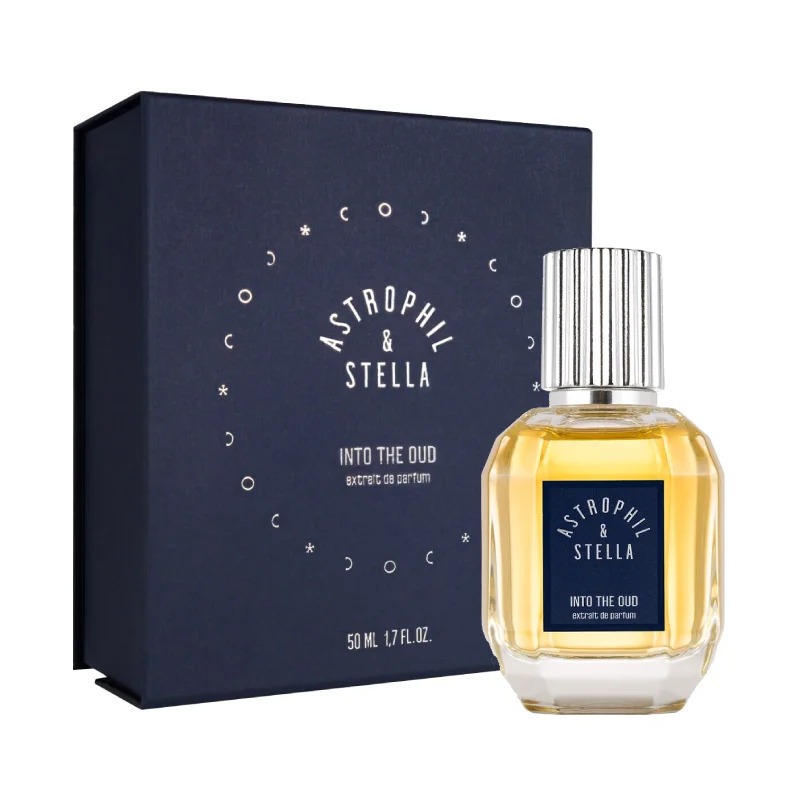 ASTROPHIL
&
STELLA
INTO THE OUD
extrait de parfum
50 ML 1,7 FL.OZ.
ASTROPHIL
&
STELLA
INTO THE OUD
extrait de parfum